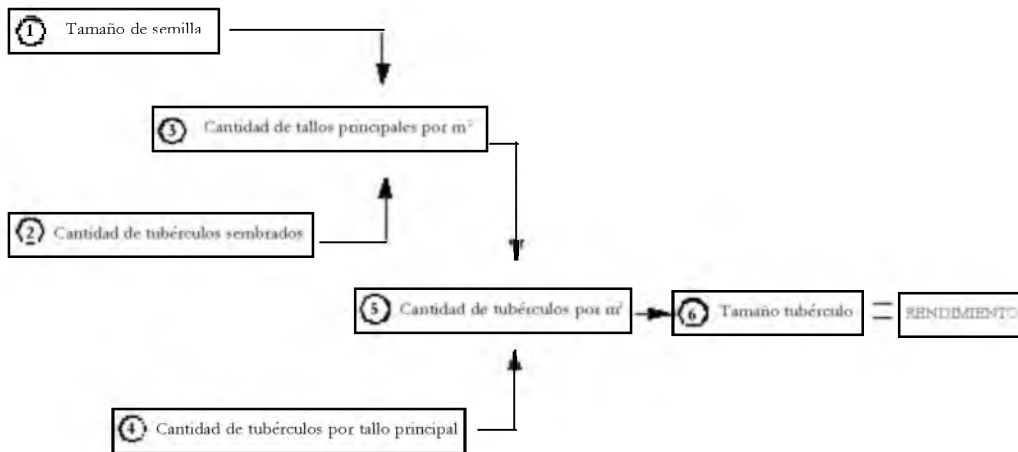 1 Tamaño de semilla
3 Cantidad de tallos principales por m²
2 Cantidad de tubérculos sembrados
5 Cantidad de tubérculos por m²
6 Tamaño tubérculo
=
RENDIMIENTO
4 Cantidad de tubérculos por tallo principal